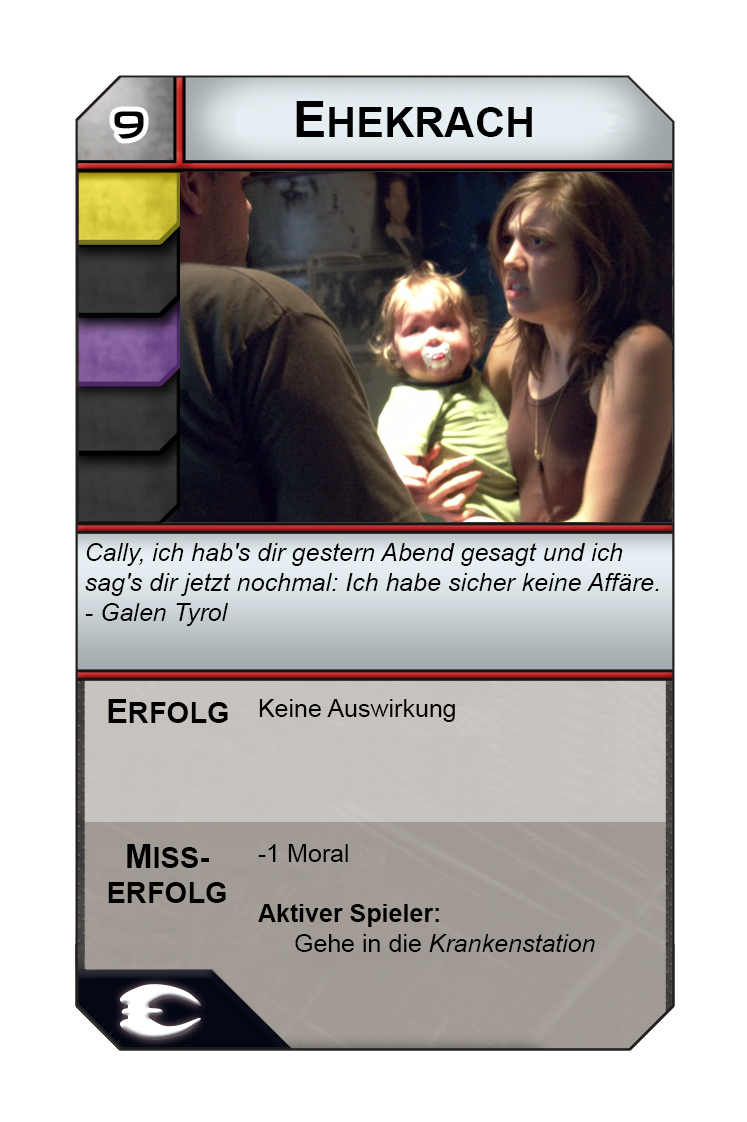 9
EHEKRACH
Cally, ich hab's dir gestern Abend gesagt und ich
sag's dir jetzt nochmal: Ich habe sicher keine Affäre.
- Galen Tyrol
ERFOLG
Keine Auswirkung
MISS-
ERFOLG
-1 Moral
Aktiver Spieler:
Gehe in die Krankenstation